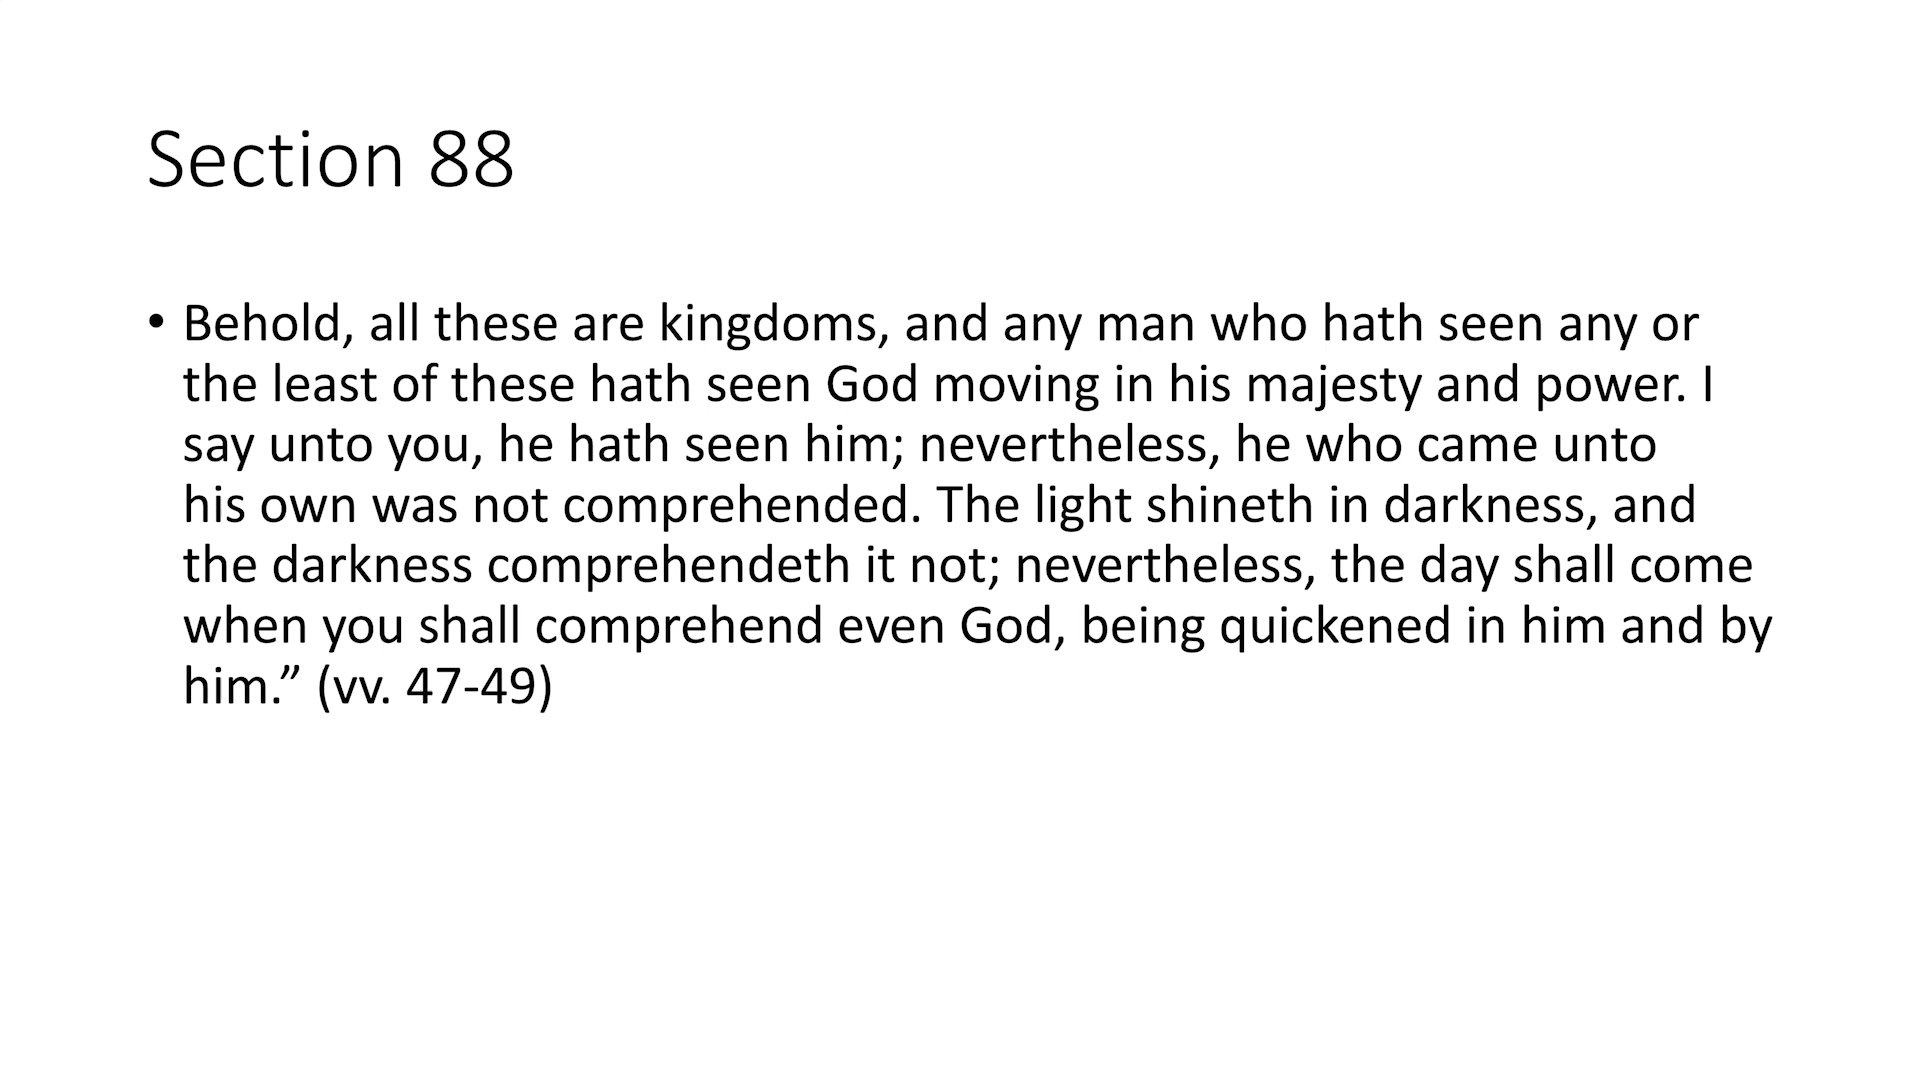 Section 88
• Behold, all these are kingdoms, and any man who hath seen any or
the least of these hath seen God moving in his majesty and power. I
say unto you, he hath seen him; nevertheless, he who came unto
his own was not comprehended. The light shineth in darkness, and
the darkness comprehendeth it not; nevertheless, the day shall come
when you shall comprehend even God, being quickened in him and by
him.” (vv. 47-49)